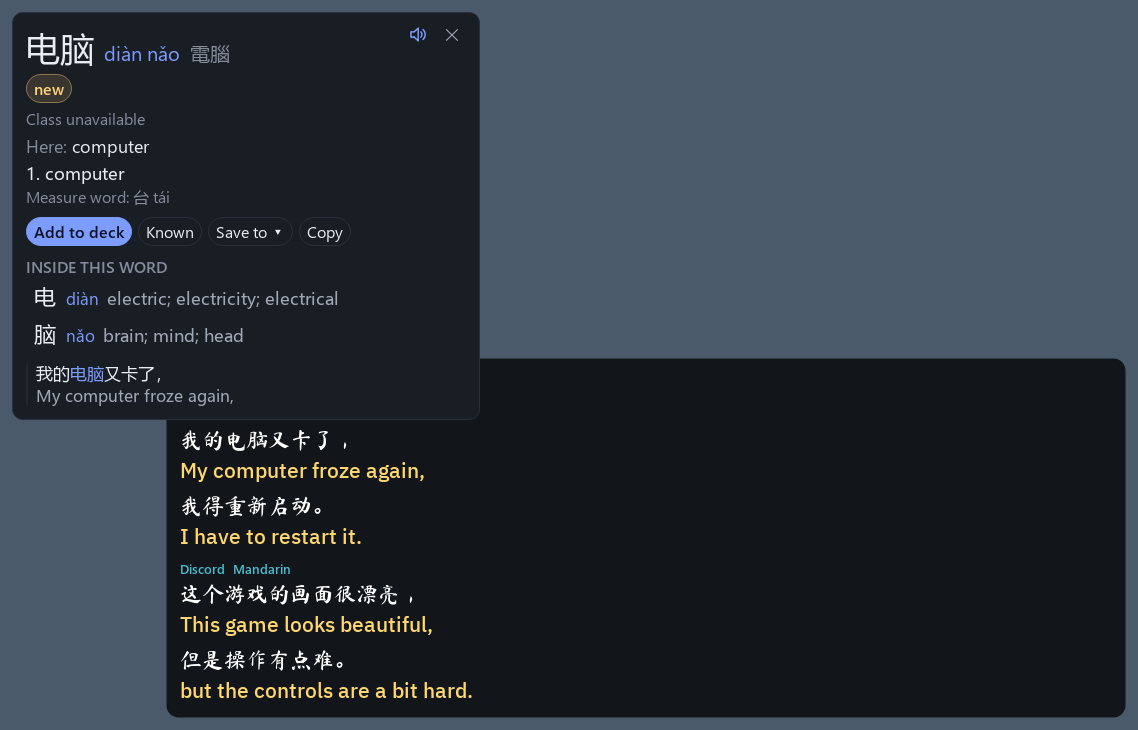 电脑 diàn nǎo 電腦
new
Class unavailable
Here: computer
1. computer
Measure word: 台 tái
Add to deck Known Save to ▾ Copy
INSIDE THIS WORD
电 diàn electric; electricity; electrical
脑 nǎo brain; mind; head
我的电脑又卡了，
My computer froze again,
我的电脑又卡了，
My computer froze again,
我得重新启动。
I have to restart it.
Discord Mandarin
这个游戏的画面很漂亮，
This game looks beautiful,
但是操作有点难。
but the controls are a bit hard.